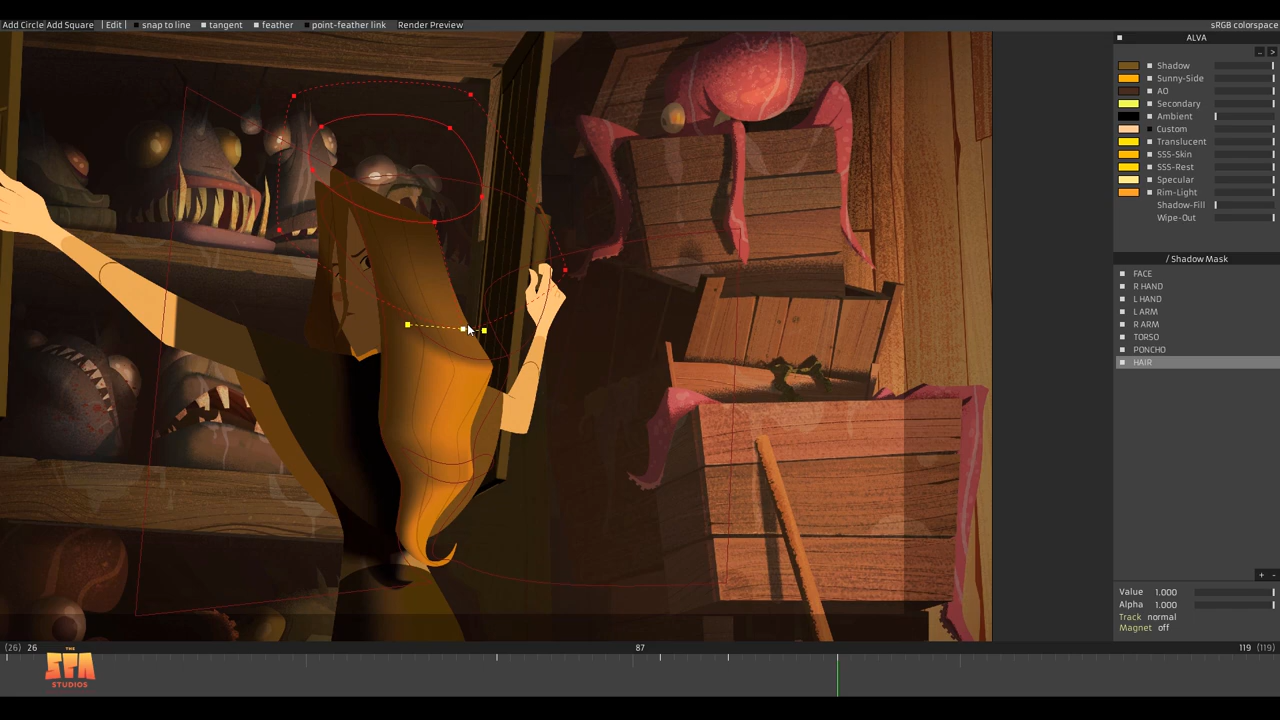 Add Circle Add Square | Edit | snap to line tangent feather point-feather link Render Preview sRGB colorspace
ALVA
.. >
Shadow
Sunny-Side
AO
Secondary
Ambient
Custom
Translucent
SSS-Skin
SSS-Rest
Specular
Rim-Light
Shadow-Fill
Wipe-Out
/ Shadow Mask
FACE
R HAND
L HAND
L ARM
R ARM
TORSO
PONCHO
HAIR
+ -
Value 1.000
Alpha 1.000
Track normal
Magnet off
(26) 26 87 119 (119)
THE
SPA
STUDIOS